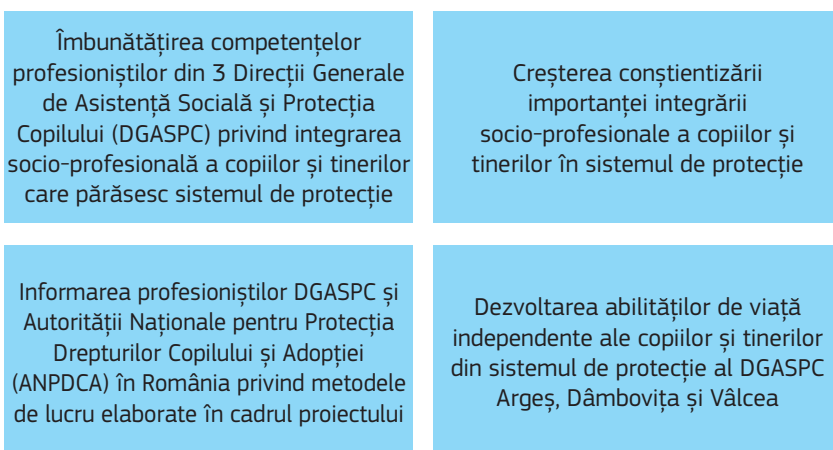 Îmbunătățirea competențelor
profesioniștilor din 3 Direcții Generale
de Asistență Socială și Protecția
Copilului (DGASPC) privind integrarea
socio-profesională a copiilor și tinerilor
care părăsesc sistemul de protecție
Creșterea conștientizării
importanței integrării
socio-profesionale a copiilor și
tinerilor în sistemul de protecție
Informarea profesioniștilor DGASPC și
Autorității Naționale pentru Protecția
Drepturilor Copilului și Adopției
(ANPDCA) în România privind metodele
de lucru elaborate în cadrul proiectului
Dezvoltarea abilităților de viață
independente ale copiilor și tinerilor
din sistemul de protecție al DGASPC
Argeș, Dâmbovița și Vâlcea